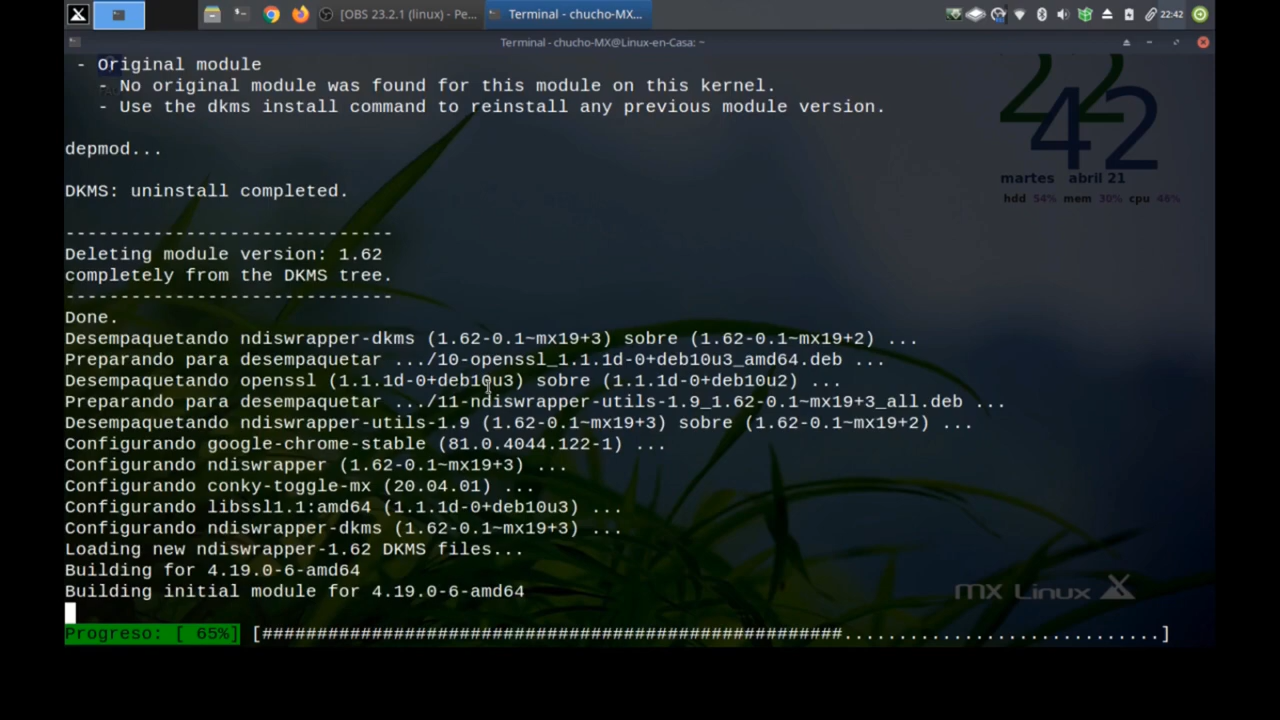 [OBS 23.2.1 (linux) - Pe...
Terminal - chucho-MX...
22:42
Terminal - chucho-MX@Linux-en-Casa: ~
- Original module
- No original module was found for this module on this kernel.
- Use the dkms install command to reinstall any previous module version.
depmod...
DKMS: uninstall completed.
------------------------------
Deleting module version: 1.62
completely from the DKMS tree.
------------------------------
Done.
Desempaquetando ndiswrapper-dkms (1.62-0.1~mx19+3) sobre (1.62-0.1~mx19+2) ...
Preparando para desempaquetar .../10-openssl_1.1.1d-0+deb10u3_amd64.deb ...
Desempaquetando openssl (1.1.1d-0+deb10u3) sobre (1.1.1d-0+deb10u2) ...
Preparando para desempaquetar .../11-ndiswrapper-utils-1.9_1.62-0.1~mx19+3_all.deb ...
Desempaquetando ndiswrapper-utils-1.9 (1.62-0.1~mx19+3) sobre (1.62-0.1~mx19+2) ...
Configurando google-chrome-stable (81.0.4044.122-1) ...
Configurando ndiswrapper (1.62-0.1~mx19+3) ...
Configurando conky-toggle-mx (20.04.01) ...
Configurando libssl1.1:amd64 (1.1.1d-0+deb10u3) ...
Configurando ndiswrapper-dkms (1.62-0.1~mx19+3) ...
Loading new ndiswrapper-1.62 DKMS files...
Building for 4.19.0-6-amd64
Building initial module for 4.19.0-6-amd64
Progreso: [ 65%] [#####################################################.............................]
22
42
martes abril 21
hdd 54% mem 30% cpu 46%
MX Linux